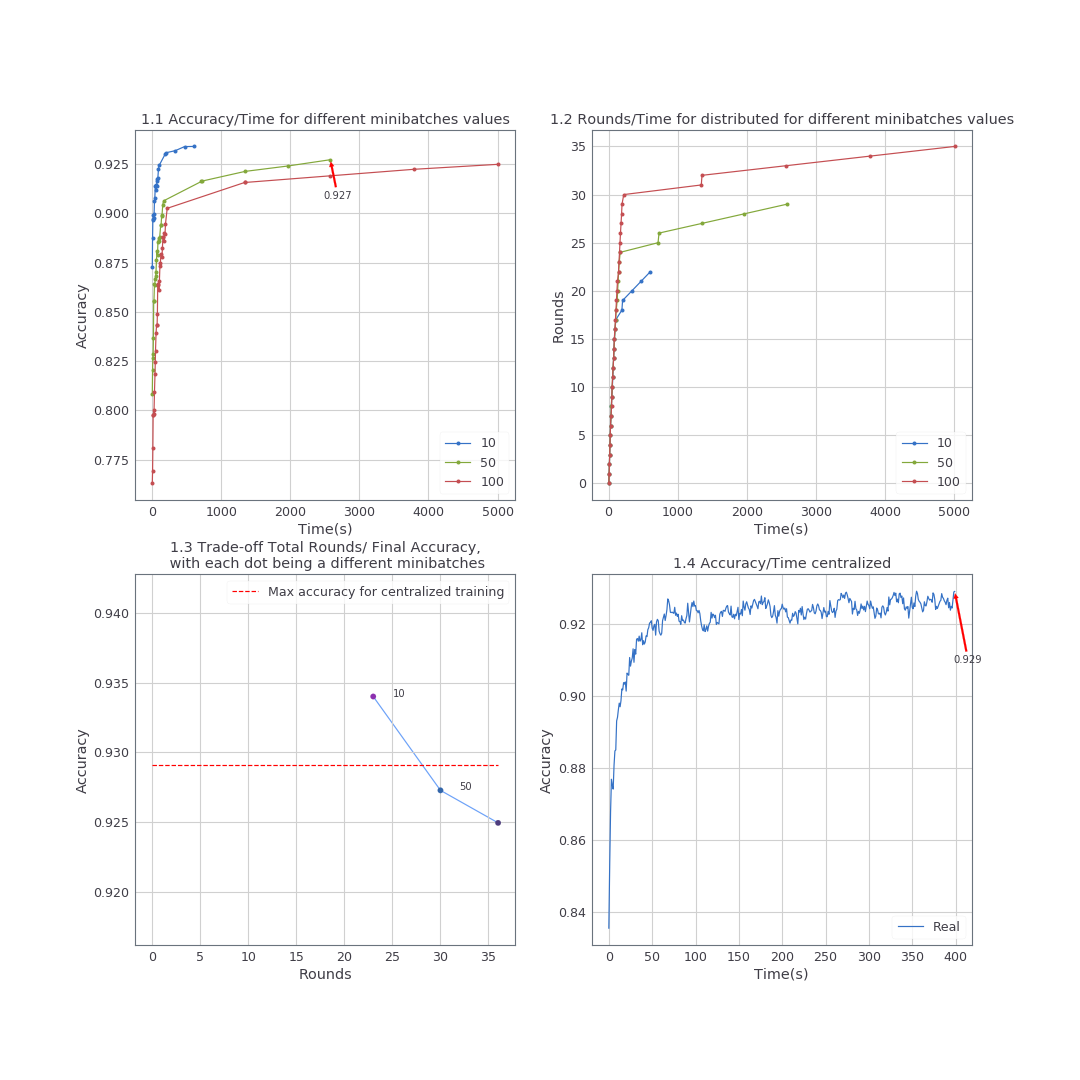 1.1 Accuracy/Time for different minibatches values
0.925
0.900
0.875
0.850
0.825
0.800
0.775
Accuracy
0.927
10
50
100
0 1000 2000 3000 4000 5000
Time(s)
1.2 Rounds/Time for distributed for different minibatches values
35
30
25
20
15
10
5
0
Rounds
10
50
100
0 1000 2000 3000 4000 5000
Time(s)
1.3 Trade-off Total Rounds/ Final Accuracy,
with each dot being a different minibatches
Max accuracy for centralized training
0.940
0.935
0.930
0.925
0.920
Accuracy
10
50
0 5 10 15 20 25 30 35
Rounds
1.4 Accuracy/Time centralized
0.92
0.90
0.88
0.86
0.84
Accuracy
0.929
Real
0 50 100 150 200 250 300 350 400
Time(s)